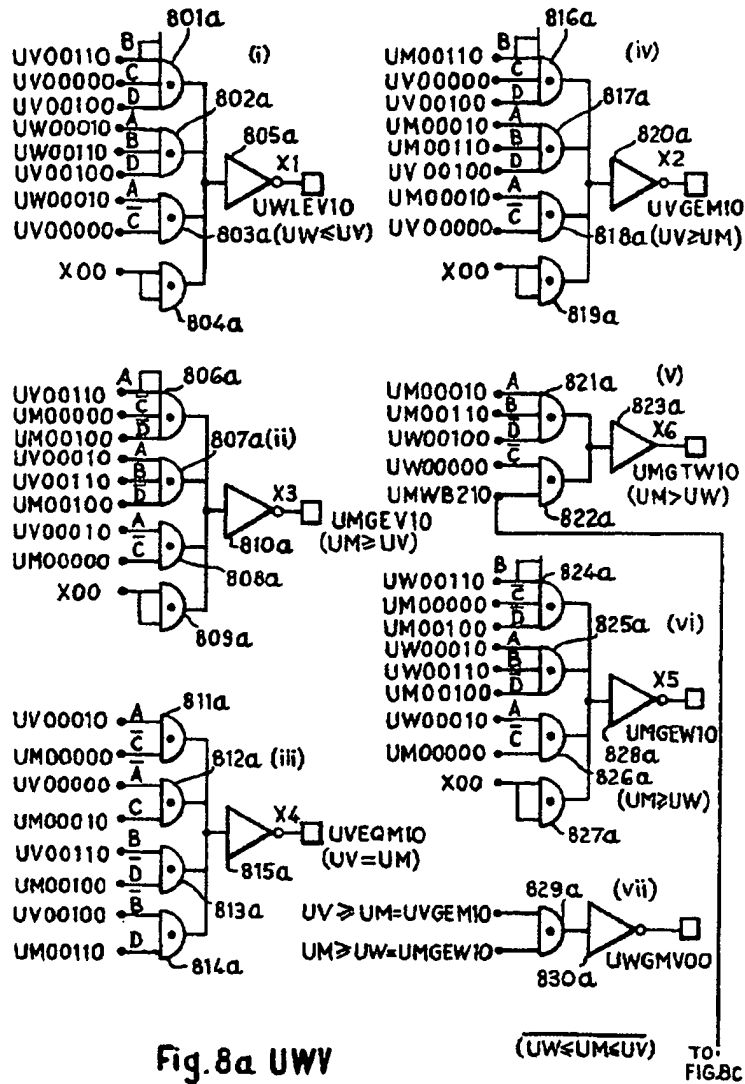 801a
(i)
B
UV00110
C
UV00000
D
UV00100
802a
A
UW00010
B
UW00110
D
UV00100
805a
X1
UWLEV10
A
UW00010
C̅
UV00000
803a (UW≤UV)
X00
804a
816a
(iv)
B
UM00110
C
UV00000
D
UV00100
817a
A
UM00010
B
UM00110
D
UV00100
820a
X2
UVGEM10
A
UM00010
C̅
UV00000
818a (UV≥UM)
X00
819a
A
806a
UV00110
C̅
UM00000
D̅
UM00100
807a (ii)
A
UV00010
B
UV00110
D̅
UM00100
X3
UMGEV10
810a
(UM≥UV)
A
UV00010
C̅
UM00000
808a
X00
809a
821a
(v)
A
UM00010
B
UM00110
D̅
UW00100
C̅
UW00000
UMWB210
822a
823a
X6
UMGTW10
(UM>UW)
824a
B
UW00110
C̅
UM00000
D̅
UM00100
825a (vi)
A
UW00010
B
UW00110
D̅
UM00100
X5
UMGEW10
828a
A
UW00010
C̅
UM00000
826a
(UM≥UW)
X00
827a
811a
A
UV00010
C̅
UM00000
812a (iii)
A̅
UV00000
C
UM00010
X4
UVEQM10
(UV=UM)
815a
B
UV00110
D̅
UM00100
813a
B̅
UV00100
D
UM00110
814a
829a
(vii)
UV≥UM=UVGEM10
UM≥UW=UMGEW10
830a
UWGMV00
(UW≤UM≤UV)
Fig.8a UWV
TO
FIG.8C